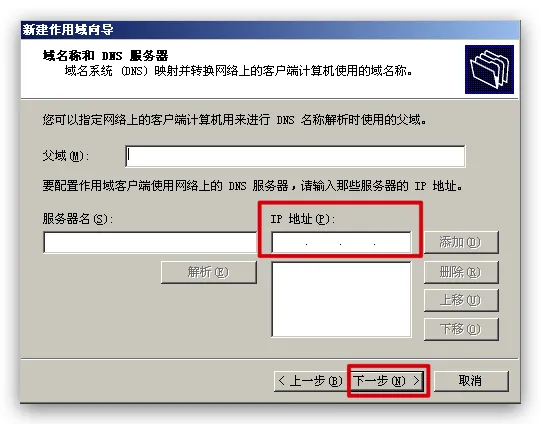 新建作用域向导
域名称和 DNS 服务器
域名系统 (DNS) 映射并转换网络上的客户端计算机使用的域名称。
您可以指定网络上的客户端计算机用来进行 DNS 名称解析时使用的父域。
父域(M):
要配置作用域客户端使用网络上的 DNS 服务器，请输入那些服务器的 IP 地址。
服务器名(S): IP 地址(P):
. . . 添加(D)
解析(E) 删除(R)
上移(U)
下移(O)
< 上一步(B) 下一步(N) > 取消